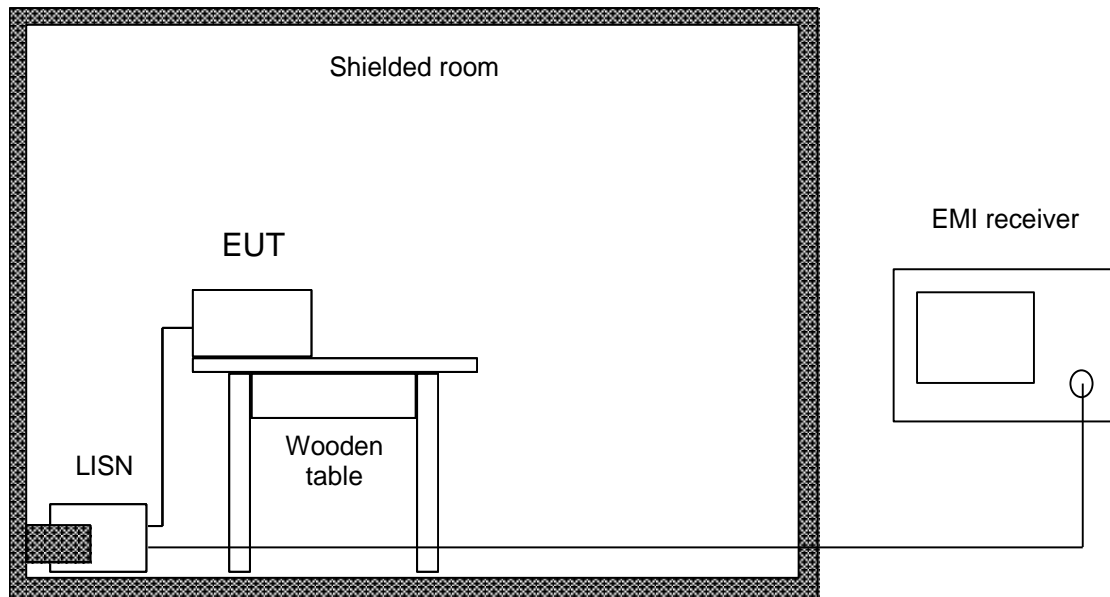 Shielded room
EMI receiver
EUT
Wooden
table
LISN